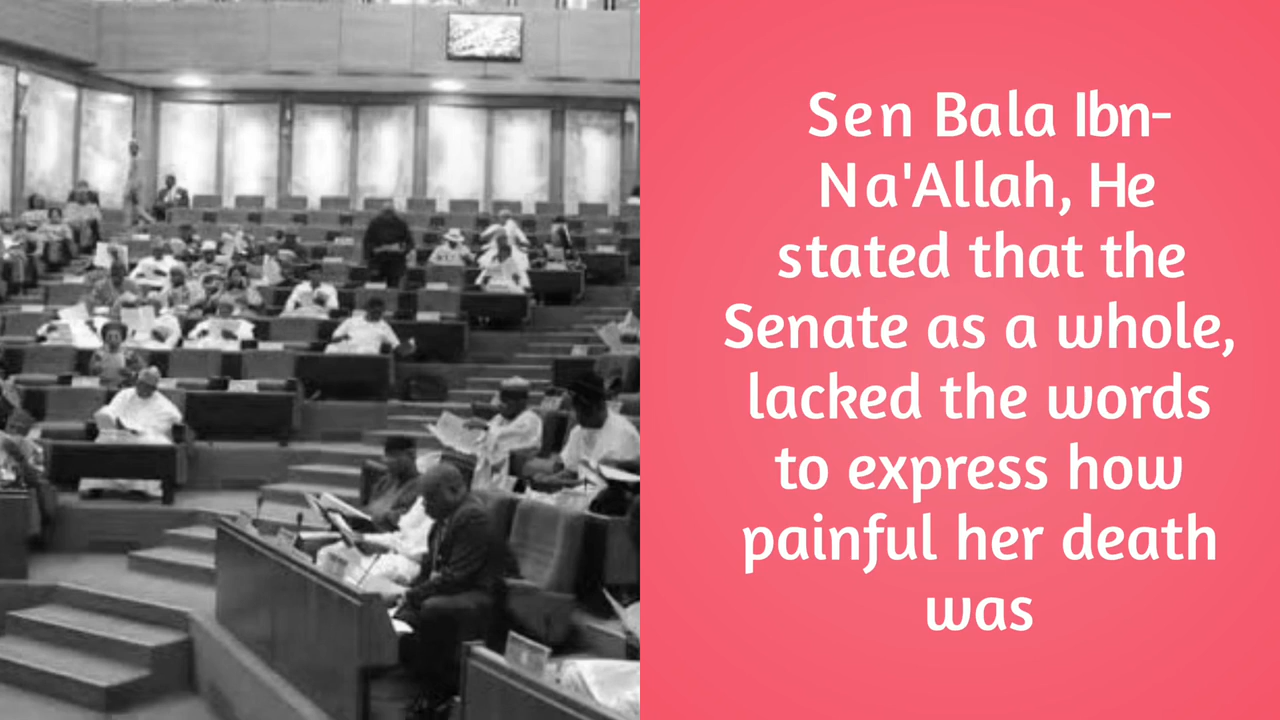 Sen Bala Ibn-
Na'Allah, He
stated that the
Senate as a whole,
lacked the words
to express how
painful her death
was